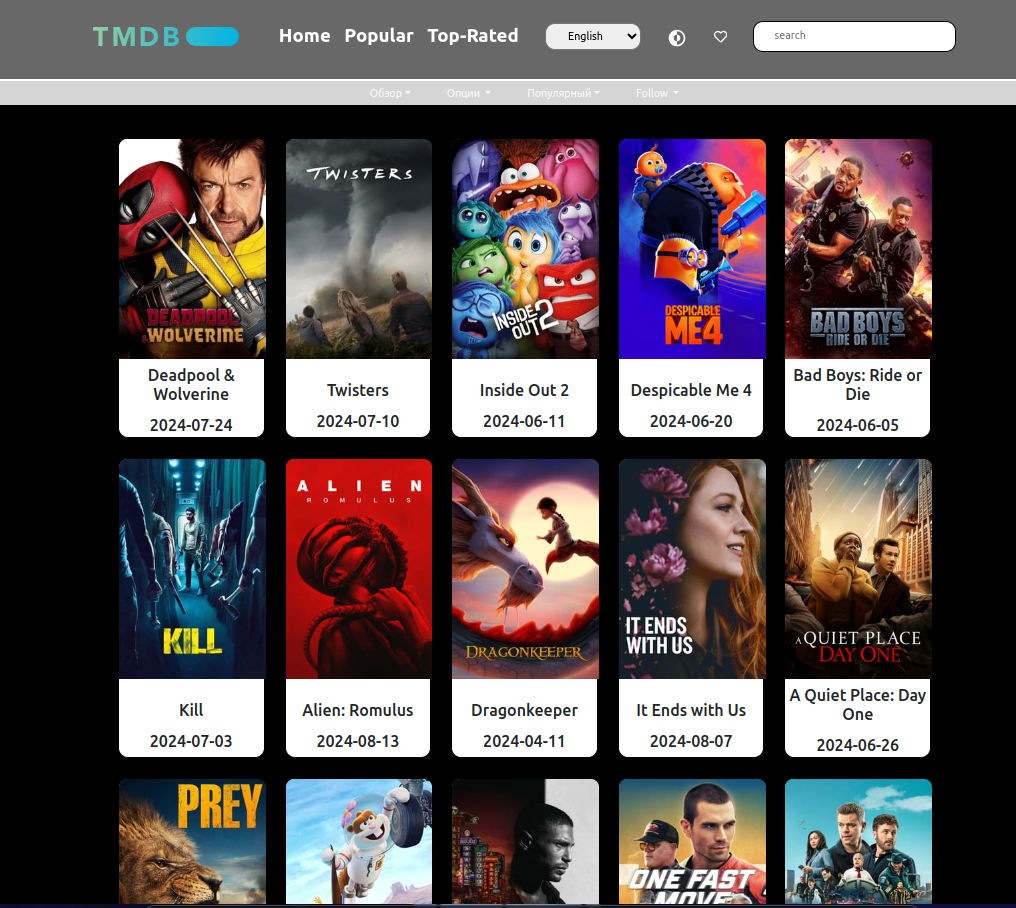 TMDB
Home Popular Top-Rated English search
Обзор Опции Популярный Follow
TWISTERS
DEADPOOL
WOLVERINE
INSIDE
OUT 2
DESPICABLE
ME4
BAD BOYS
RIDE OR DIE
Deadpool &
Wolverine
2024-07-24
Twisters
2024-07-10
Inside Out 2
2024-06-11
Despicable Me 4
2024-06-20
Bad Boys: Ride or
Die
2024-06-05
KILL
ALIEN
ROMULUS
DRAGONKEEPER
IT ENDS
WITH US
A QUIET PLACE
DAY ONE
Kill
2024-07-03
Alien: Romulus
2024-08-13
Dragonkeeper
2024-04-11
It Ends with Us
2024-08-07
A Quiet Place: Day
One
2024-06-26
PREY
ONE FAST
MOVE